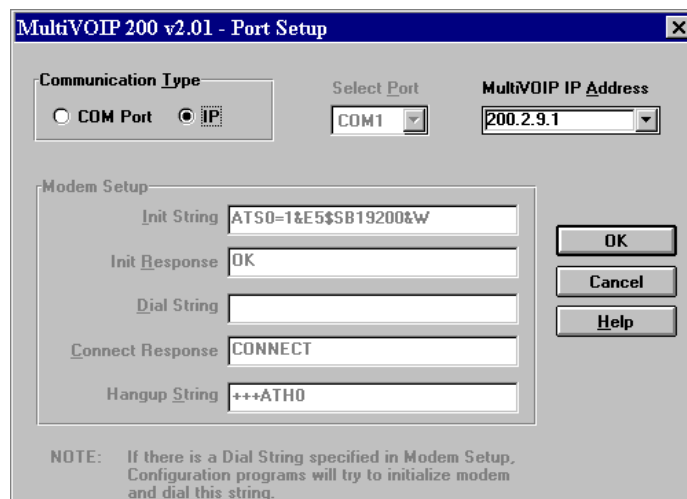 MultiVOIP 200 v2.01 - Port Setup
Communication Type
COM Port
IP
Select Port
COM1
MultiVOIP IP Address
200.2.9.1
Modem Setup
Init String
ATS0=1&E5$SB19200&W
Init Response
OK
Dial String
Connect Response
CONNECT
Hangup String
+++ATH0
OK
Cancel
Help
NOTE: If there is a Dial String specified in Modem Setup,
Configuration programs will try to initialize modem
and dial this string.